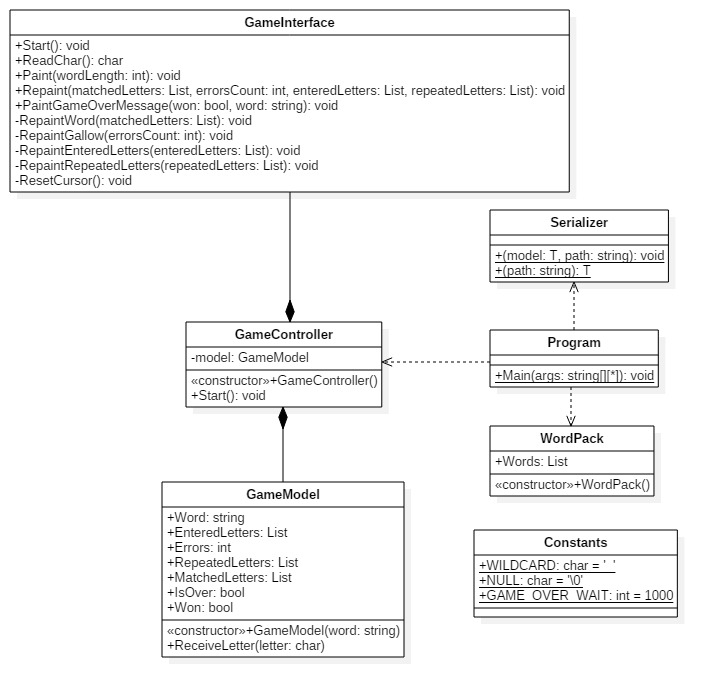 GameInterface
+Start(): void
+ReadChar(): char
+Paint(wordLength: int): void
+Repaint(matchedLetters: List, errorsCount: int, enteredLetters: List, repeatedLetters: List): void
+PaintGameOverMessage(won: bool, word: string): void
-RepaintWord(matchedLetters: List): void
-RepaintGallow(errorsCount: int): void
-RepaintEnteredLetters(enteredLetters: List): void
-RepaintRepeatedLetters(repeatedLetters: List): void
-ResetCursor(): void
Serializer
+(model: T, path: string): void
+(path: string): T
GameController
-model: GameModel
«constructor»+GameController()
+Start(): void
Program
+Main(args: string[][*]): void
WordPack
+Words: List
«constructor»+WordPack()
GameModel
+Word: string
+EnteredLetters: List
+Errors: int
+RepeatedLetters: List
+MatchedLetters: List
+IsOver: bool
+Won: bool
«constructor»+GameModel(word: string)
+ReceiveLetter(letter: char)
Constants
+WILDCARD: char = '_'
+NULL: char = '\0'
+GAME_OVER_WAIT: int = 1000